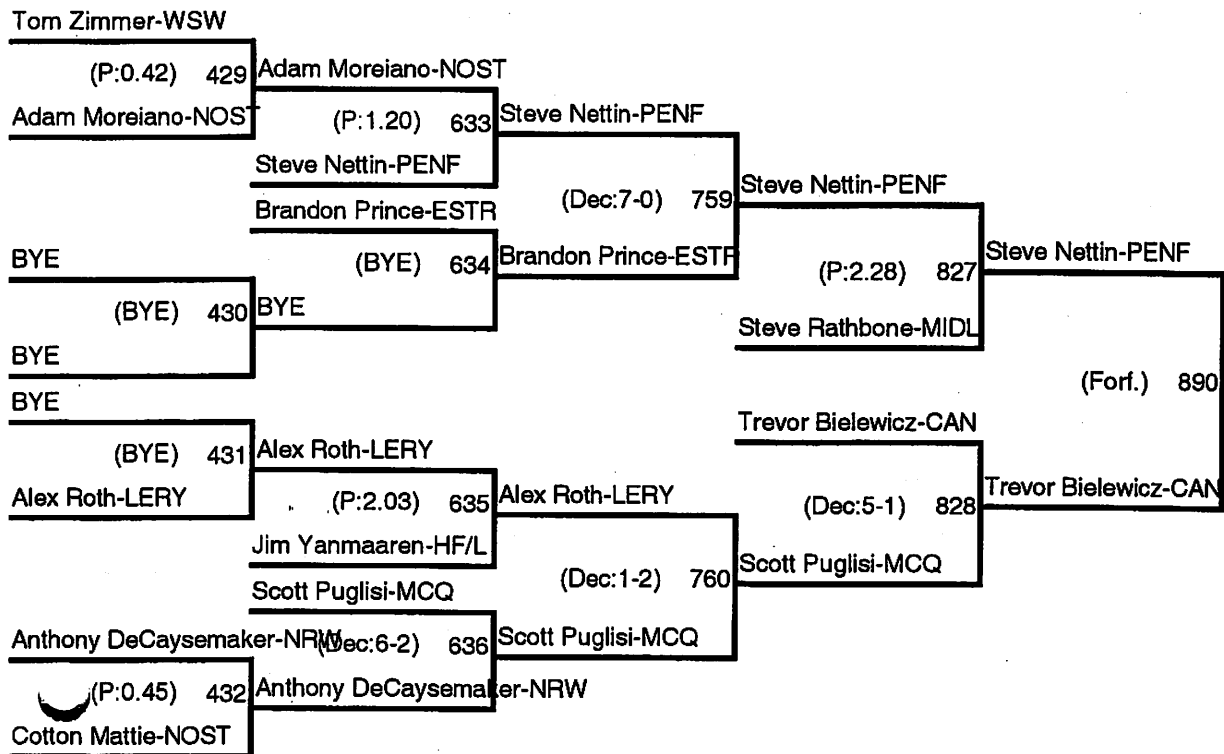 Tom Zimmer-WSW
(P:0.42) 429
Adam Moreiano-NOST
Adam Moreiano-NOST
(P:1.20) 633
Steve Nettin-PENF
Steve Nettin-PENF
Brandon Prince-ESTR
(Dec:7-0) 759
Steve Nettin-PENF
BYE
(BYE) 634
Brandon Prince-ESTR
(BYE) 430
BYE
BYE
Steve Nettin-PENF
(P:2.28) 827
Steve Rathbone-MIDL
(Forf.) 890
BYE
(BYE) 431
Alex Roth-LERY
Alex Roth-LERY
(P:2.03) 635
Alex Roth-LERY
Jim Yanmaaren-HF/L
Trevor Bielewicz-CAN
(Dec:5-1) 828
Trevor Bielewicz-CAN
Scott Puglisi-MCQ
(Dec:1-2) 760
Scott Puglisi-MCQ
Anthony DeCaysemaker-NRW
(Dec:6-2) 636
Scott Puglisi-MCQ
(P:0.45) 432
Anthony DeCaysemaker-NRW
Cotton Mattie-NOST